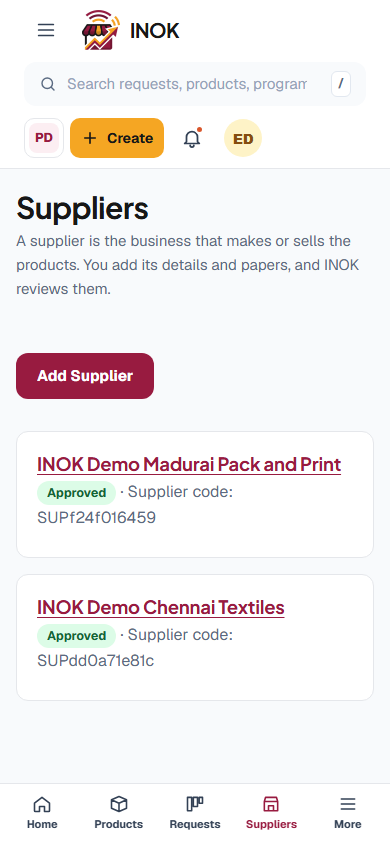 INOK
Search requests, products, program
/
PD
+ Create
ED
Suppliers
A supplier is the business that makes or sells the
products. You add its details and papers, and INOK
reviews them.
Add Supplier
INOK Demo Madurai Pack and Print
Approved · Supplier code:
SUPf24f016459
INOK Demo Chennai Textiles
Approved · Supplier code:
SUPdd0a71e81c
Home Products Requests Suppliers More